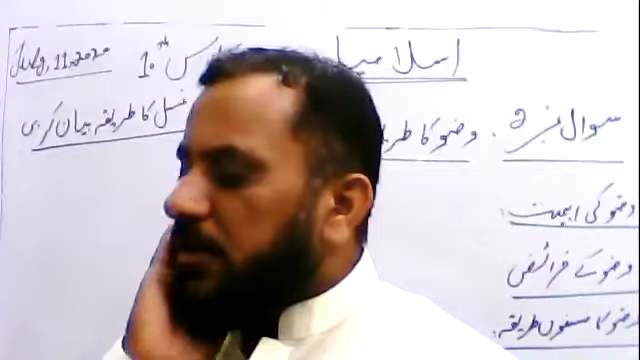 اسلامیا 10th July, 11, 2020
سوال نمبر 2. وضو کا طریقہ غسل کا طریقہ بیان کریں
وضو کی اہمیت:
وضو کے فرائض
وضو کا مسنون طریقہ: